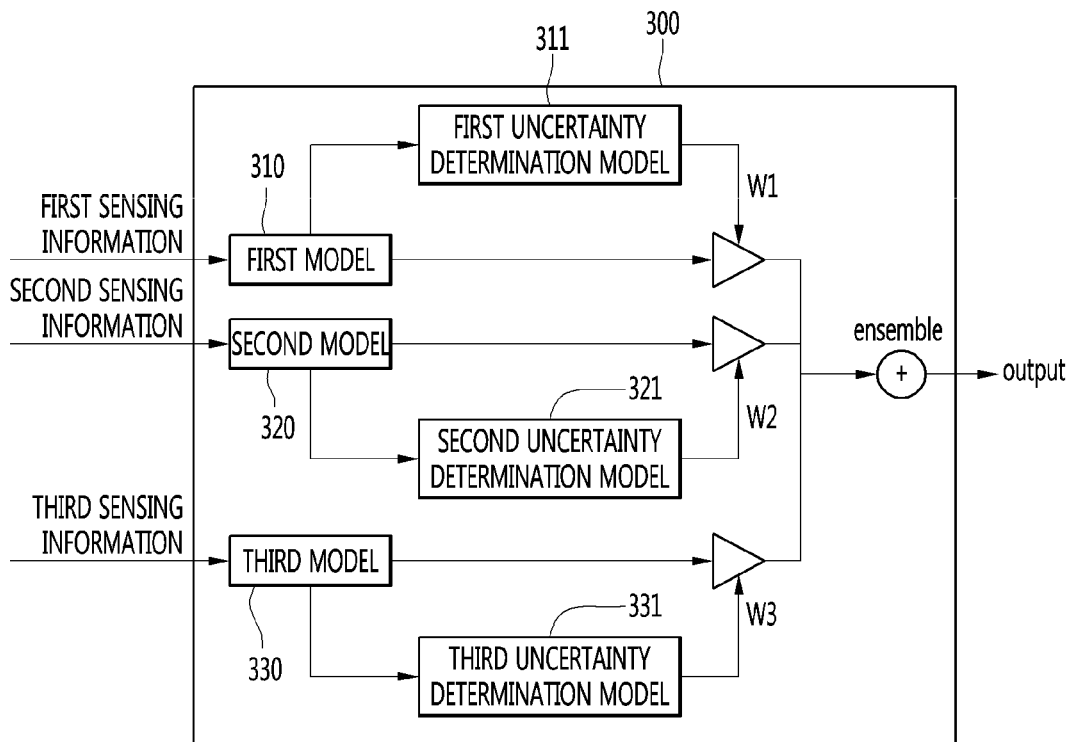 311
300
FIRST UNCERTAINTY
DETERMINATION MODEL
310
W1
FIRST SENSING
INFORMATION
FIRST MODEL
SECOND SENSING
INFORMATION
SECOND MODEL
ensemble
+
output
320
321
W2
SECOND UNCERTAINTY
DETERMINATION MODEL
THIRD SENSING
INFORMATION
THIRD MODEL
330
331
W3
THIRD UNCERTAINTY
DETERMINATION MODEL